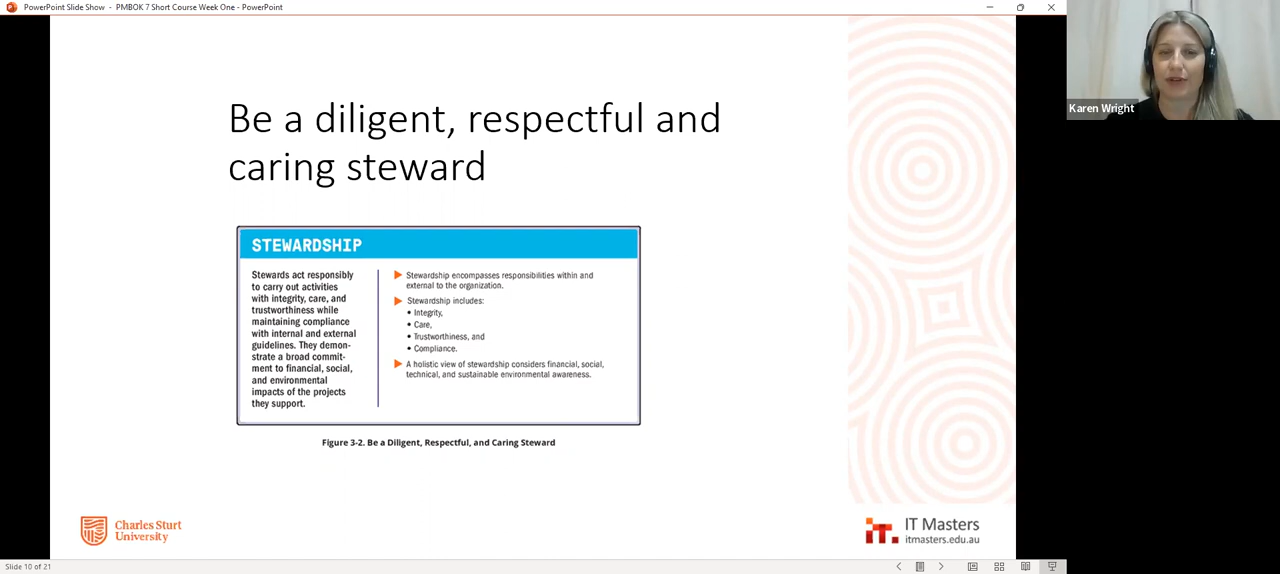 PowerPoint Slide Show - PMBOK 7 Short Course Week One - PowerPoint
Karen Wright
Be a diligent, respectful and
caring steward
STEWARDSHIP
Stewards act responsibly
to carry out activities
with integrity, care, and
trustworthiness while
maintaining compliance
with internal and external
guidelines. They demon-
strate a broad commit-
ment to financial, social,
and environmental
impacts of the projects
they support.
Stewardship encompasses responsibilities within and
external to the organization.
Stewardship includes:
• Integrity,
• Care,
• Trustworthiness, and
• Compliance.
A holistic view of stewardship considers financial, social,
technical, and sustainable environmental awareness.
Figure 3-2. Be a Diligent, Respectful, and Caring Steward
Charles Sturt
University
it.
IT Masters
itmasters.edu.au
Slide 10 of 21